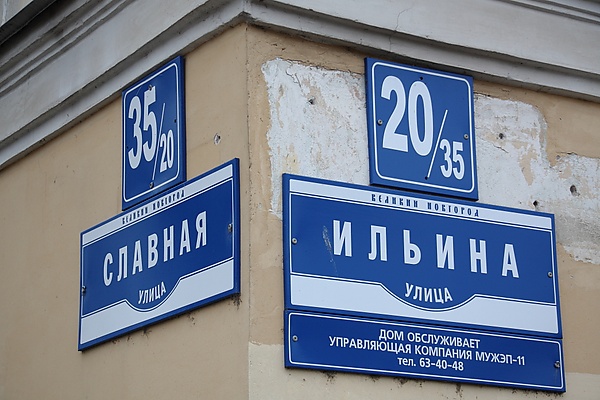 35/20
ВЕЛИКИЙ НОВГОРОД
СЛАВНАЯ
УЛИЦА
20/35
ВЕЛИКИЙ НОВГОРОД
ИЛЬИНА
УЛИЦА
ДОМ ОБСЛУЖИВАЕТ
УПРАВЛЯЮЩАЯ КОМПАНИЯ МУЖЭП-11
тел. 63-40-48